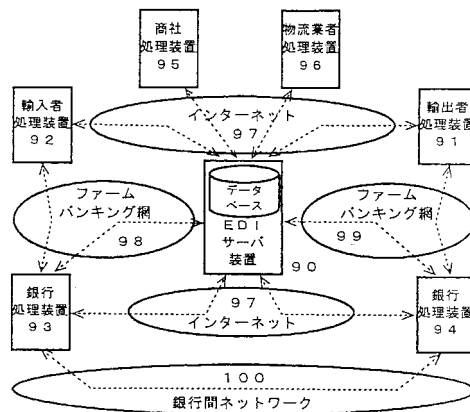 商社
処理装置
９５
物流業者
処理装置
９６
輸入者
処理装置
９２
インターネット
９７
輸出者
処理装置
９１
データ
ベース
ＥＤＩ
サーバ
装置
９０
ファーム
バンキング網
９８
ファーム
バンキング網
９９
銀行
処理装置
９３
９７
インターネット
銀行
処理装置
９４
１００
銀行間ネットワーク